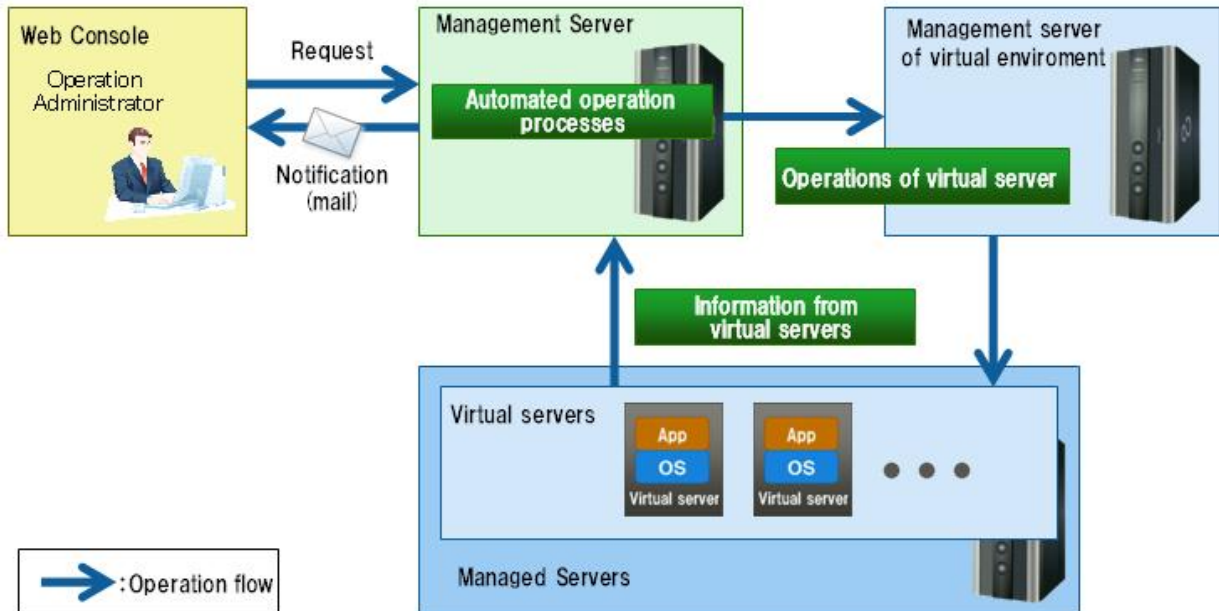 Web Console
Operation
Administrator
Request
Notification
(mail)
Management Server
Automated operation
processes
Management server
of virtual enviroment
Operations of virtual server
Information from
virtual servers
Virtual servers
App
OS
Virtual server
App
OS
Virtual server
Managed Servers
:Operation flow